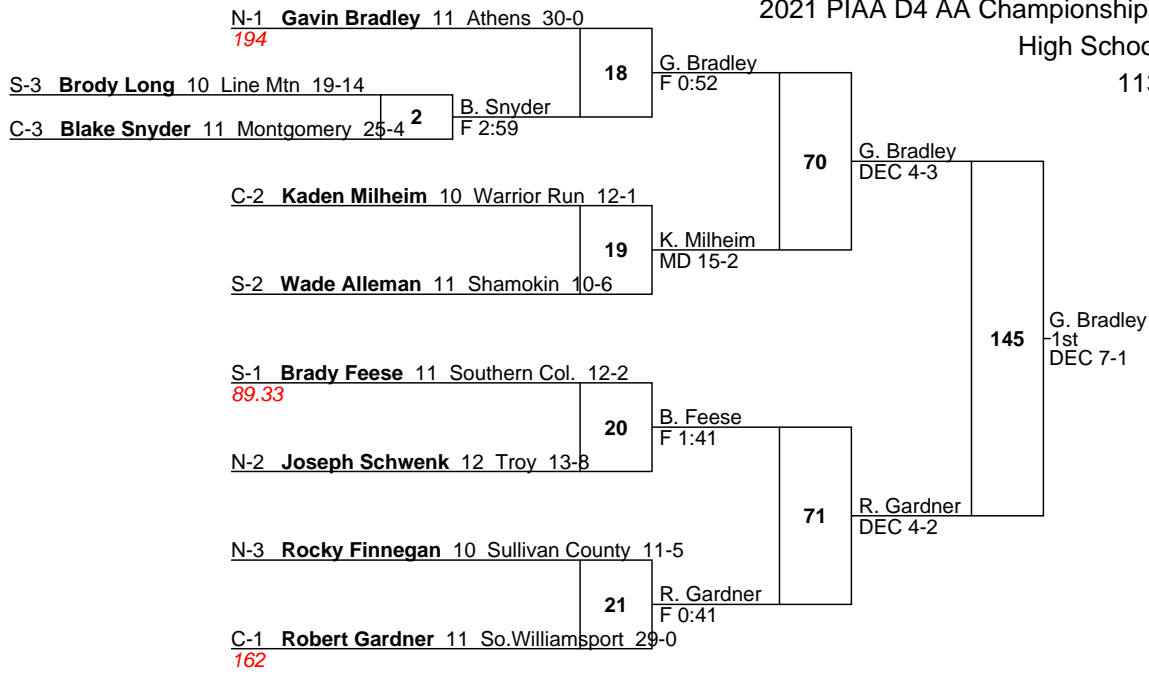 2021 PIAA D4 AA Championship
High Schoo
113
N-1 Gavin Bradley 11 Athens 30-0
194
18
G. Bradley
F 0:52
S-3 Brody Long 10 Line Mtn 19-14
2
B. Snyder
F 2:59
C-3 Blake Snyder 11 Montgomery 25-4
70
G. Bradley
DEC 4-3
C-2 Kaden Milheim 10 Warrior Run 12-1
19
K. Milheim
MD 15-2
S-2 Wade Alleman 11 Shamokin 10-6
145
G. Bradley
1st
DEC 7-1
S-1 Brady Feese 11 Southern Col. 12-2
89.33
20
B. Feese
F 1:41
N-2 Joseph Schwenk 12 Troy 13-8
71
R. Gardner
DEC 4-2
N-3 Rocky Finnegan 10 Sullivan County 11-5
21
R. Gardner
F 0:41
C-1 Robert Gardner 11 So.Williamsport 29-0
162